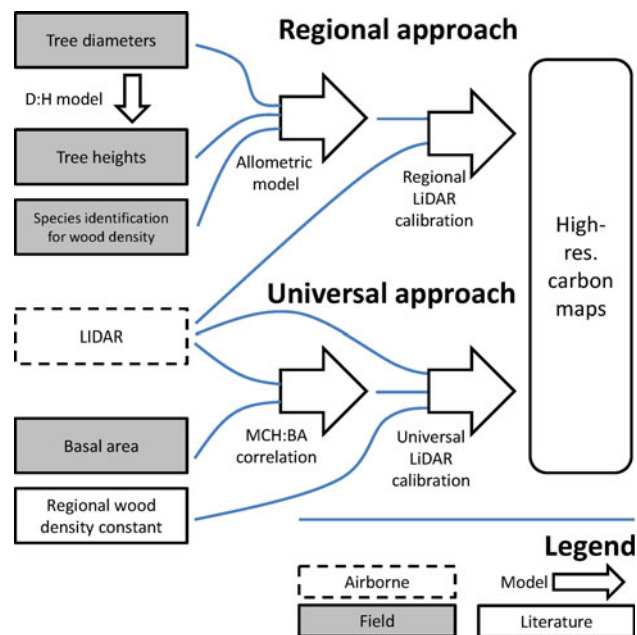 Tree diameters
Regional approach
D:H model
Tree heights
Allometric
model
Species identification
for wood density
Regional
LiDAR
calibration
High-
res.
carbon
maps
Universal approach
LIDAR
Basal area
MCH:BA
correlation
Universal
LiDAR
calibration
Regional wood
density constant
Legend
Airborne
Model
Field
Literature